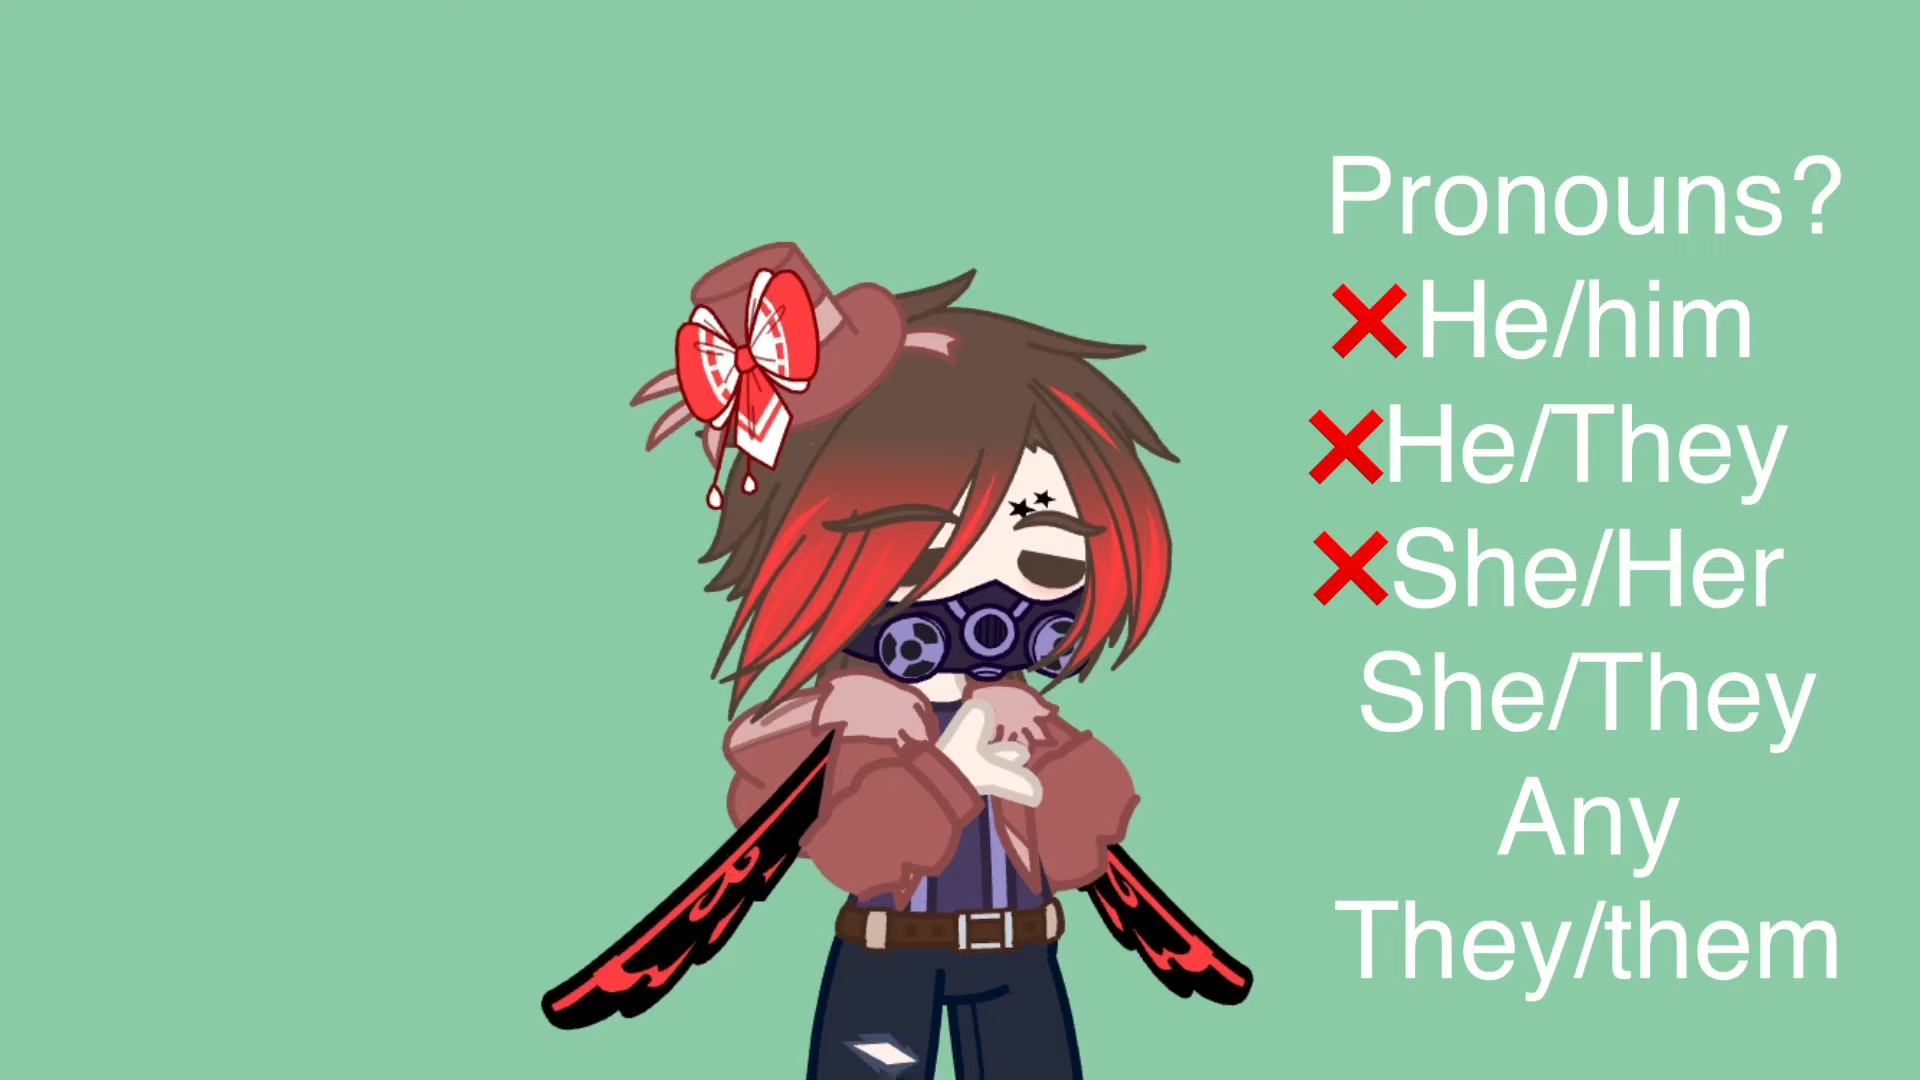 Pronouns?
❌He/him
❌He/They
❌She/Her
She/They
Any
They/them